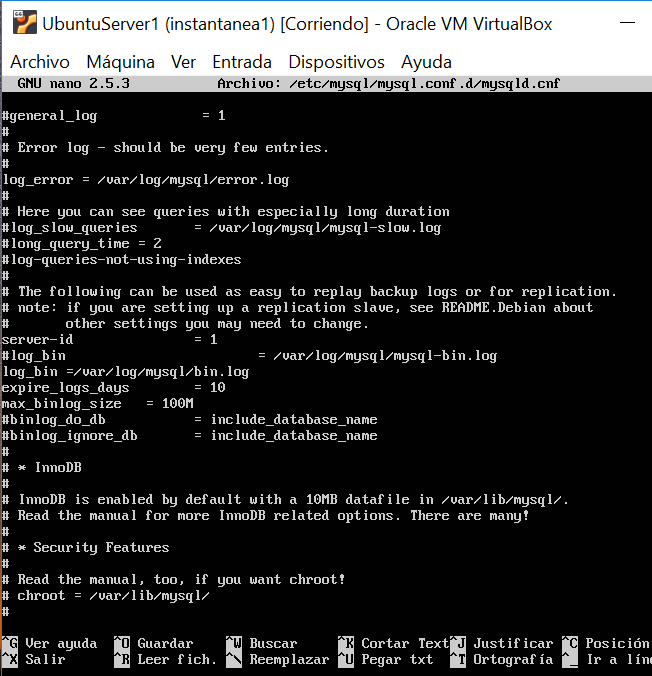 UbuntuServer1 (instantanea1) [Corriendo] - Oracle VM VirtualBox
Archivo Máquina Ver Entrada Dispositivos Ayuda
GNU nano 2.5.3 Archivo: /etc/mysql/mysql.conf.d/mysqld.cnf
#general_log = 1
#
# Error log - should be very few entries.
#
log_error = /var/log/mysql/error.log
#
# Here you can see queries with especially long duration
#log_slow_queries = /var/log/mysql/mysql-slow.log
#long_query_time = 2
#log-queries-not-using-indexes
#
# The following can be used as easy to replay backup logs or for replication.
# note: if you are setting up a replication slave, see README.Debian about
# other settings you may need to change.
server-id = 1
#log_bin = /var/log/mysql/mysql-bin.log
log_bin =/var/log/mysql/bin.log
expire_logs_days = 10
max_binlog_size = 100M
#binlog_do_db = include_database_name
#binlog_ignore_db = include_database_name
#
# * InnoDB
#
# InnoDB is enabled by default with a 10MB datafile in /var/lib/mysql/.
# Read the manual for more InnoDB related options. There are many!
#
# * Security Features
#
# Read the manual, too, if you want chroot!
# chroot = /var/lib/mysql/
#
^G Ver ayuda ^O Guardar ^W Buscar ^K Cortar Text ^J Justificar ^C Posición
^X Salir ^R Leer fich. ^\ Reemplazar ^U Pegar txt ^T Ortografía ^_ Ir a líne